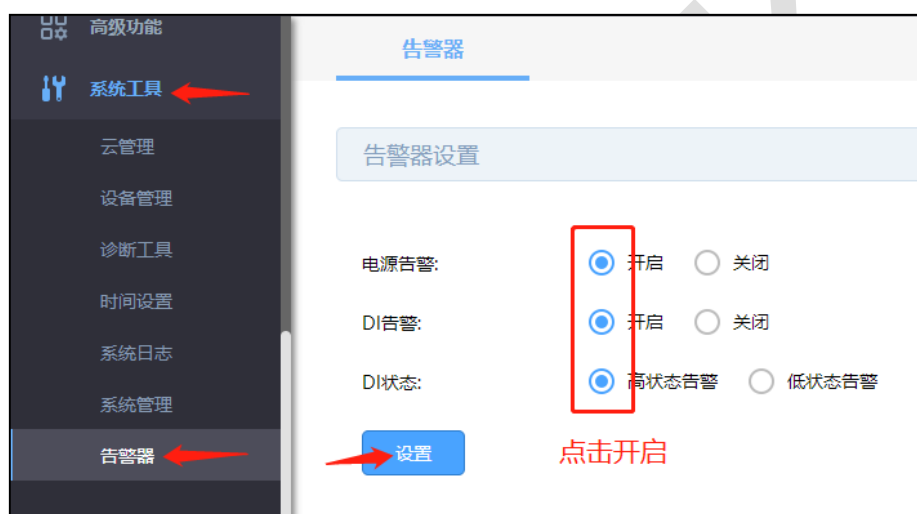 高级功能
系统工具
云管理
设备管理
诊断工具
时间设置
系统日志
系统管理
告警器
告警器
告警器设置
电源告警: 开启 关闭
DI告警: 开启 关闭
DI状态: 高状态告警 低状态告警
设置 点击开启